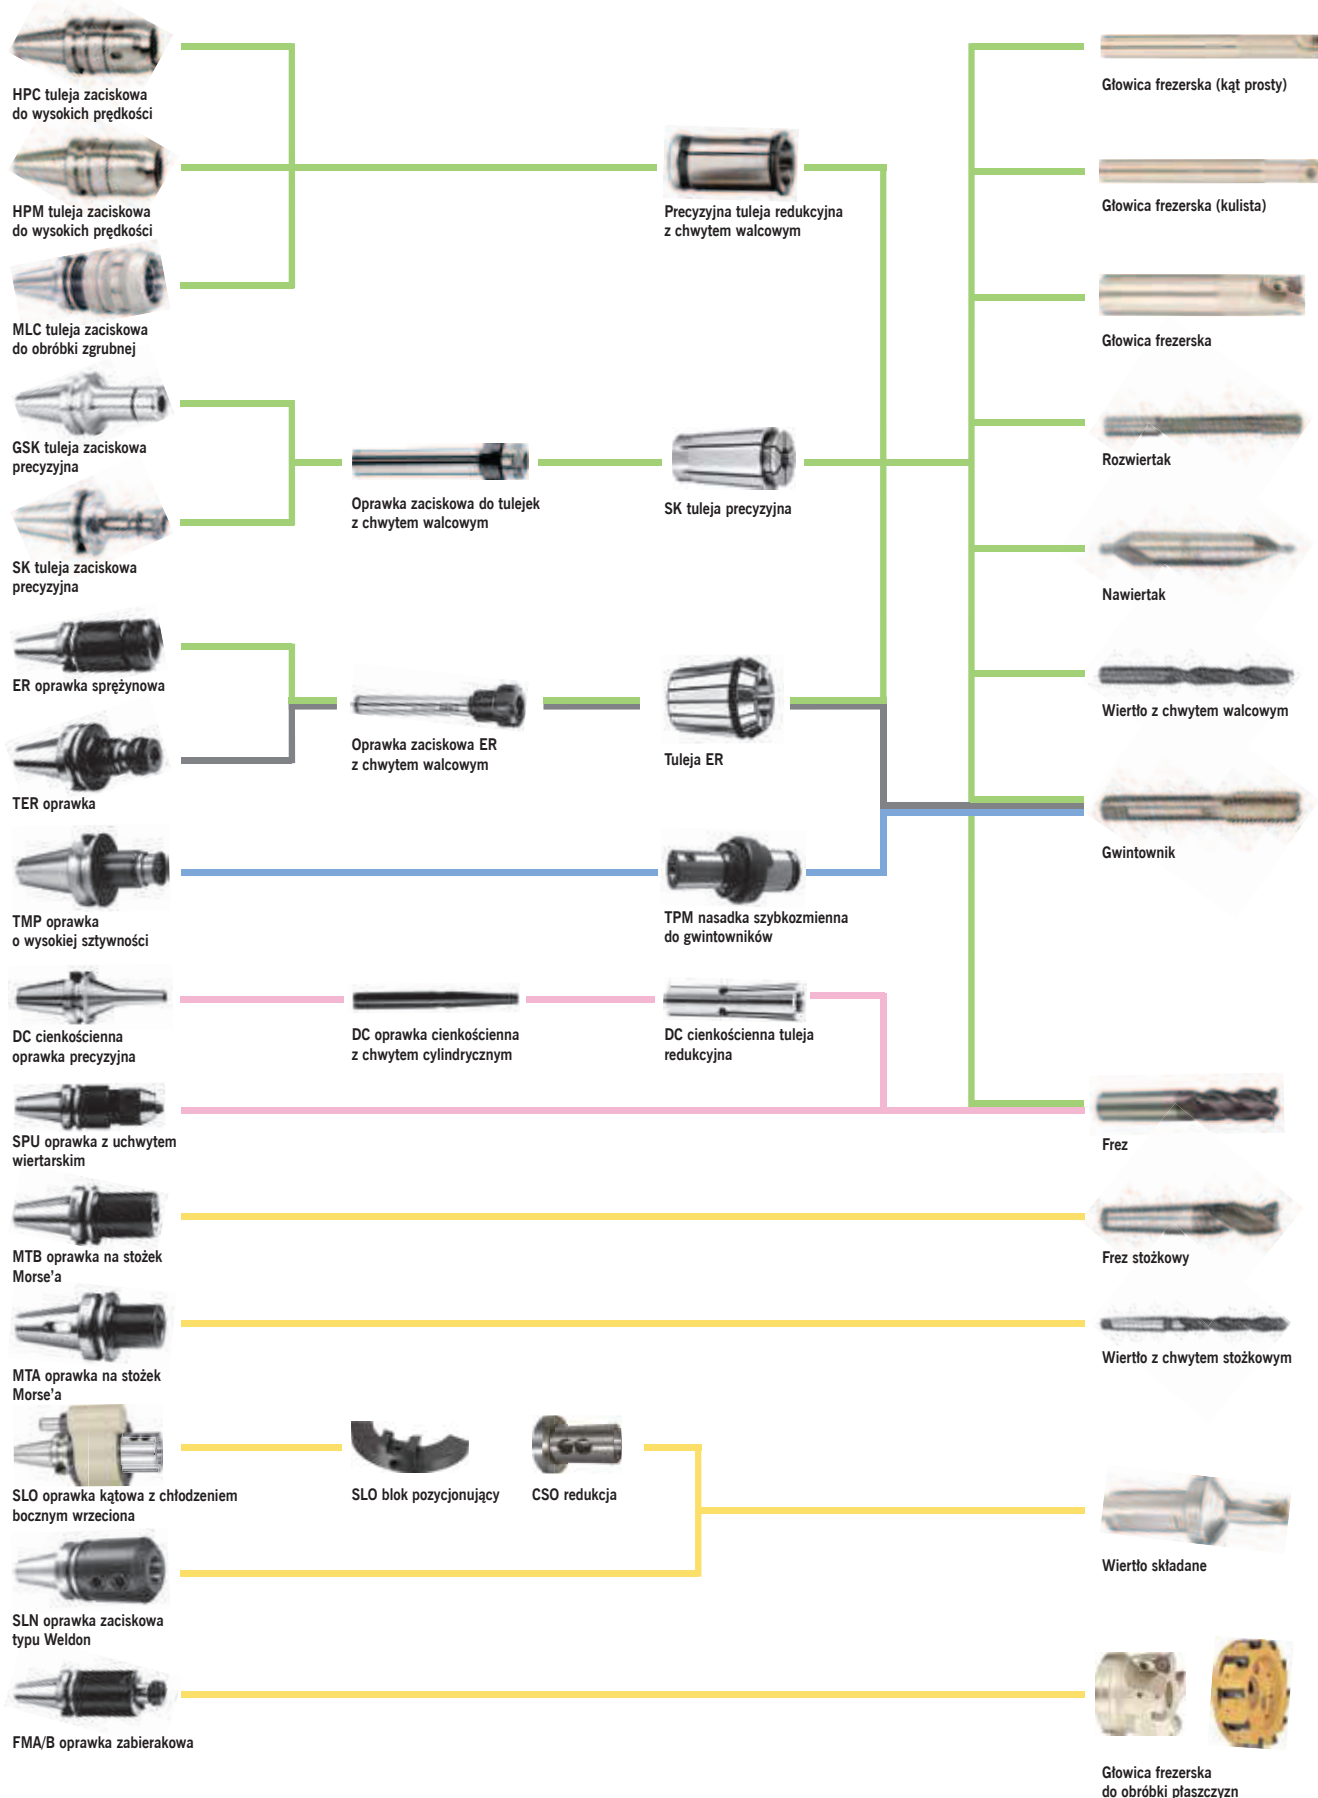 HPC tuleja zaciskowa
do wysokich prędkości
Głowica frezerska (kąt prosty)
HPM tuleja zaciskowa
do wysokich prędkości
Precyzyjna tuleja redukcyjna
z chwytem walcowym
Głowica frezerska (kulista)
MLC tuleja zaciskowa
do obróbki zgrubnej
Głowica frezerska
GSK tuleja zaciskowa
precyzyjna
Oprawka zaciskowa do tulejek
z chwytem walcowym
SK tuleja precyzyjna
Rozwiertak
SK tuleja zaciskowa
precyzyjna
Nawiertak
ER oprawka sprężynowa
Wiertło z chwytem walcowym
Oprawka zaciskowa ER
z chwytem walcowym
Tuleja ER
TER oprawka
Gwintownik
TMP oprawka
o wysokiej sztywności
TPM nasadka szybkozmienna
do gwintowników
DC cienkościenna
oprawka precyzyjna
DC oprawka cienkościenna
z chwytem cylindrycznym
DC cienkościenna tuleja
redukcyjna
SPU oprawka z uchwytem
wiertarskim
Frez
MTB oprawka na stożek
Morse'a
Frez stożkowy
MTA oprawka na stożek
Morse'a
Wiertło z chwytem stożkowym
SLO oprawka kątowa z chłodzeniem
bocznym wrzeciona
SLO blok pozycjonujący
CSO redukcja
Wiertło składane
SLN oprawka zaciskowa
typu Weldon
FMA/B oprawka zabierakowa
Głowica frezerska
do obróbki płaszczyzn